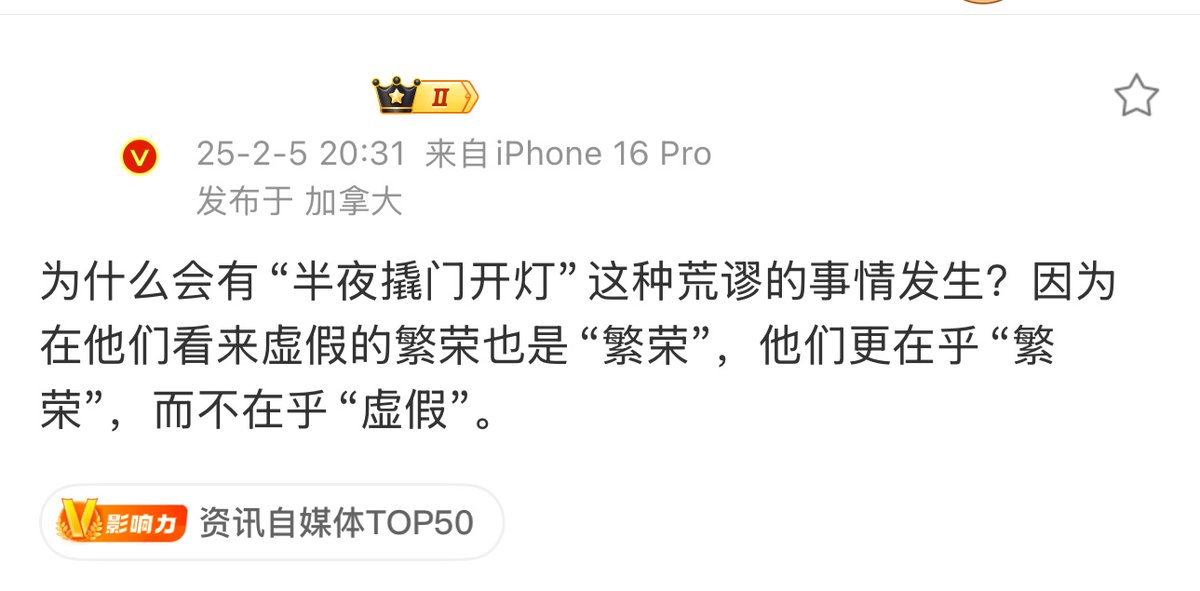 II
25-2-5 20:31 来自iPhone 16 Pro
发布于 加拿大
为什么会有“半夜撬门开灯”这种荒谬的事情发生？因为
在他们看来虚假的繁荣也是“繁荣”，他们更在乎“繁
荣”，而不在乎“虚假”。
V影响力 资讯自媒体TOP50